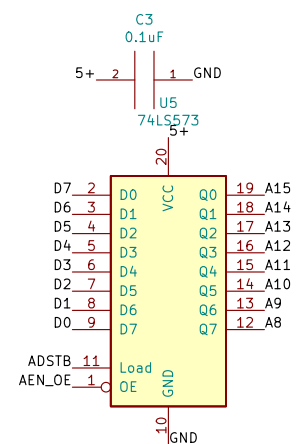 C3
0.1uF
5+ 2 1 GND
U5
74LS573
5+
20
VCC
D7 2 D0 Q0 19 A15
D6 3 D1 Q1 18 A14
D5 4 D2 Q2 17 A13
D4 5 D3 Q3 16 A12
D3 6 D4 Q4 15 A11
D2 7 D5 Q5 14 A10
D1 8 D6 Q6 13 A9
D0 9 D7 Q7 12 A8
ADSTB 11 Load
AEN_OE 1 OE
GND
10
GND